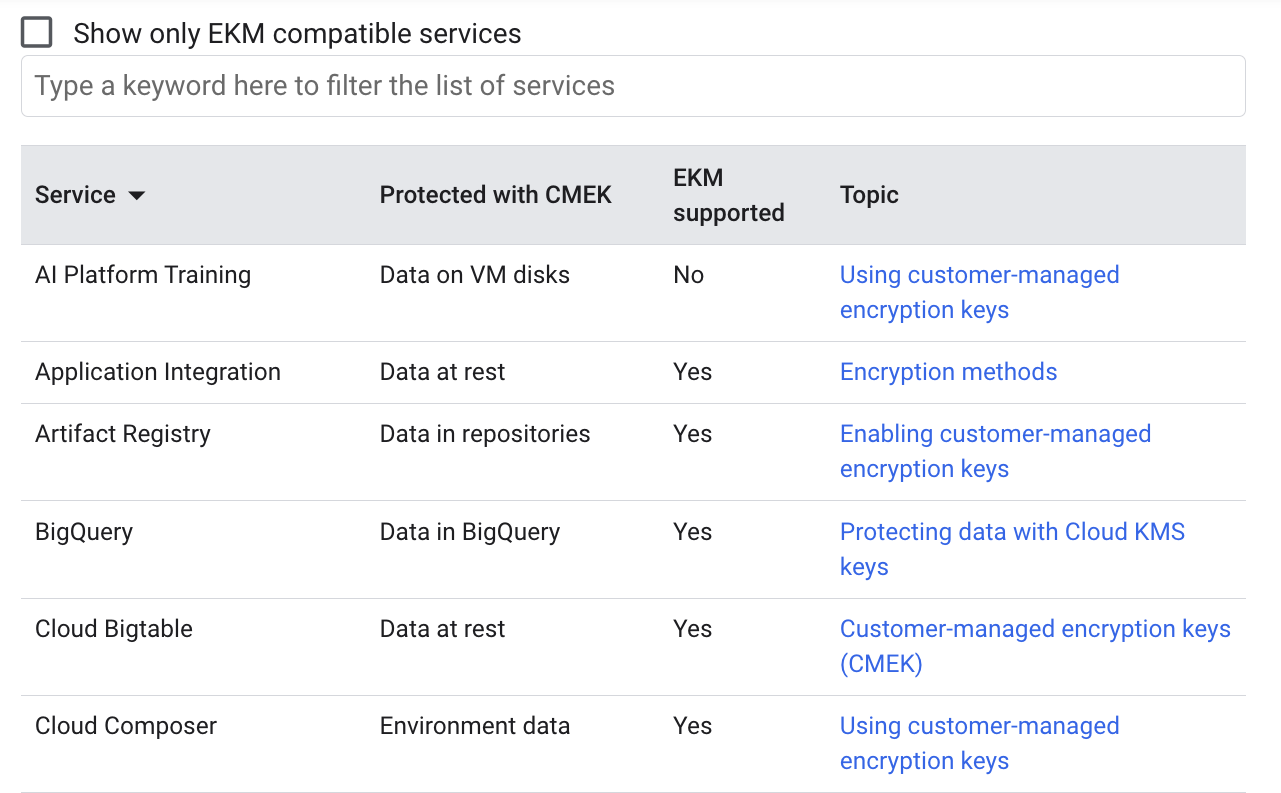 Show only EKM compatible services
Type a keyword here to filter the list of services
Service Protected with CMEK EKM supported Topic
AI Platform Training Data on VM disks No Using customer-managed encryption keys
Application Integration Data at rest Yes Encryption methods
Artifact Registry Data in repositories Yes Enabling customer-managed encryption keys
BigQuery Data in BigQuery Yes Protecting data with Cloud KMS keys
Cloud Bigtable Data at rest Yes Customer-managed encryption keys (CMEK)
Cloud Composer Environment data Yes Using customer-managed encryption keys